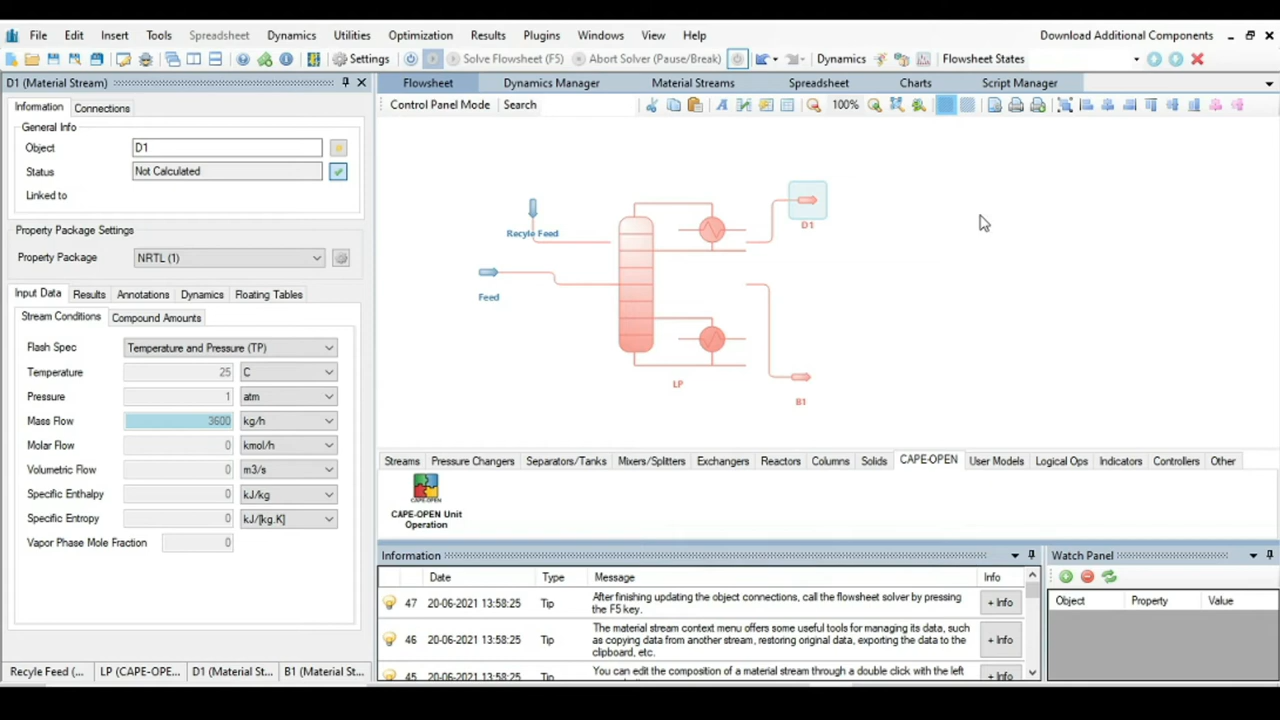 File Edit Insert Tools Spreadsheet Dynamics Utilities Optimization Results Plugins Windows View Help Download Additional Components
Settings Solve Flowsheet (F5) Abort Solver (Pause/Break) Dynamics Flowsheet States
D1 (Material Stream)
Flowsheet Dynamics Manager Material Streams Spreadsheet Charts Script Manager
Information Connections
Control Panel Mode Search 100%
General Info
Object D1
Status Not Calculated
Linked to
Property Package Settings
Property Package NRTL (1)
Input Data Results Annotations Dynamics Floating Tables
Stream Conditions Compound Amounts
Flash Spec Temperature and Pressure (TP)
Temperature 25 C
Pressure 1 atm
Mass Flow 3600 kg/h
Molar Flow 0 kmol/h
Volumetric Flow 0 m3/s
Specific Enthalpy 0 kJ/kg
Specific Entropy 0 kJ/[kg.K]
Vapor Phase Mole Fraction 0
D1
Recyle Feed
Feed
LP
B1
Streams Pressure Changers Separators/Tanks Mixers/Splitters Exchangers Reactors Columns Solids CAPE-OPEN User Models Logical Ops Indicators Controllers Other
CAPE-OPEN
CAPE-OPEN Unit
Operation
Information
Date Type Message Info
47 20-06-2021 13:58:25 Tip After finishing updating the object connections, call the flowsheet solver by pressing
the F5 key. + Info
46 20-06-2021 13:58:25 Tip The material stream context menu offers some useful tools for managing its data, such
as copying data from another stream, restoring original data, exporting the data to the
clipboard, etc. + Info
45 20-06-2021 13:58:25 Tip You can edit the composition of a material stream through a double click with the left
+ Info
Watch Panel
Object Property Value
Recyle Feed (... LP (CAPE-OPE... D1 (Material St... B1 (Material St...